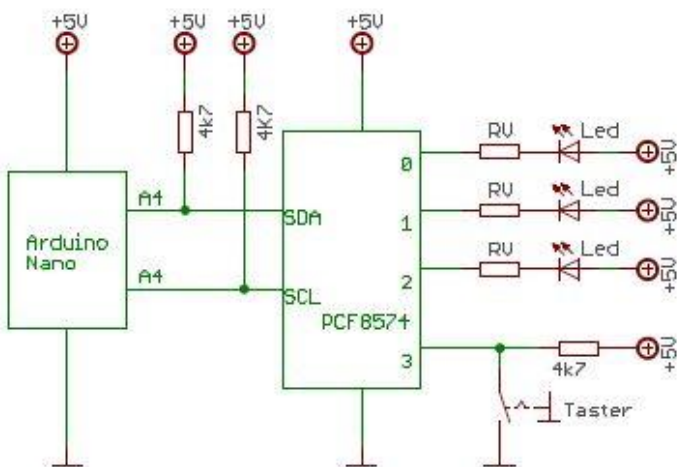 +5V
+5V
+5V
+5V
4k7
4K7
RV
Led
+5V
0
A4
SDA
RV
Led
+5V
1
Arduino
Nano
RV
Led
+5V
2
A4
SCL
PCF8574
3
4k7
+5V
Taster